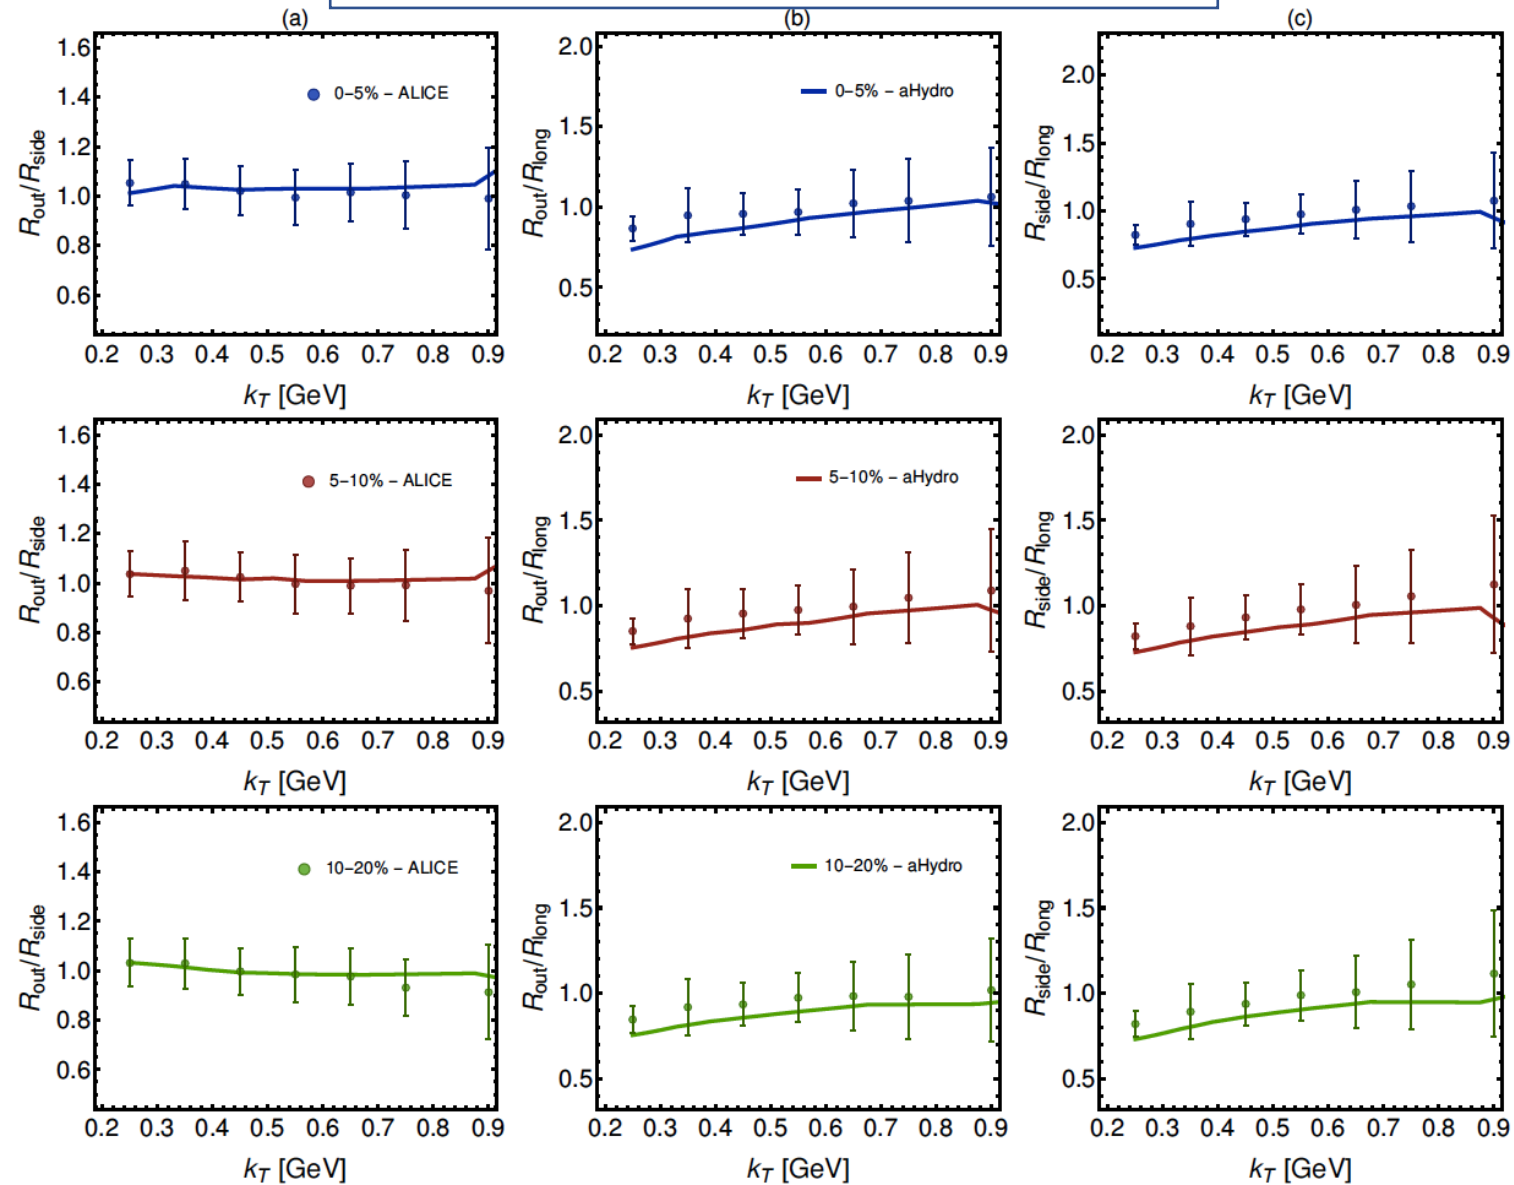 (a) (b) (c)
1.6
1.4
1.2
1.0
0.8
0.6
R_out/R_side
0–5% – ALICE
0.2 0.3 0.4 0.5 0.6 0.7 0.8 0.9
k_T [GeV]
2.0
1.5
1.0
0.5
R_out/R_long
0–5% – aHydro
0.2 0.3 0.4 0.5 0.6 0.7 0.8 0.9
k_T [GeV]
2.0
1.5
1.0
0.5
R_side/R_long
0.2 0.3 0.4 0.5 0.6 0.7 0.8 0.9
k_T [GeV]
1.6
1.4
1.2
1.0
0.8
0.6
R_out/R_side
5–10% – ALICE
0.2 0.3 0.4 0.5 0.6 0.7 0.8 0.9
k_T [GeV]
2.0
1.5
1.0
0.5
R_out/R_long
5–10% – aHydro
0.2 0.3 0.4 0.5 0.6 0.7 0.8 0.9
k_T [GeV]
2.0
1.5
1.0
0.5
R_side/R_long
0.2 0.3 0.4 0.5 0.6 0.7 0.8 0.9
k_T [GeV]
1.6
1.4
1.2
1.0
0.8
0.6
R_out/R_side
10–20% – ALICE
0.2 0.3 0.4 0.5 0.6 0.7 0.8 0.9
k_T [GeV]
2.0
1.5
1.0
0.5
R_out/R_long
10–20% – aHydro
0.2 0.3 0.4 0.5 0.6 0.7 0.8 0.9
k_T [GeV]
2.0
1.5
1.0
0.5
R_side/R_long
0.2 0.3 0.4 0.5 0.6 0.7 0.8 0.9
k_T [GeV]